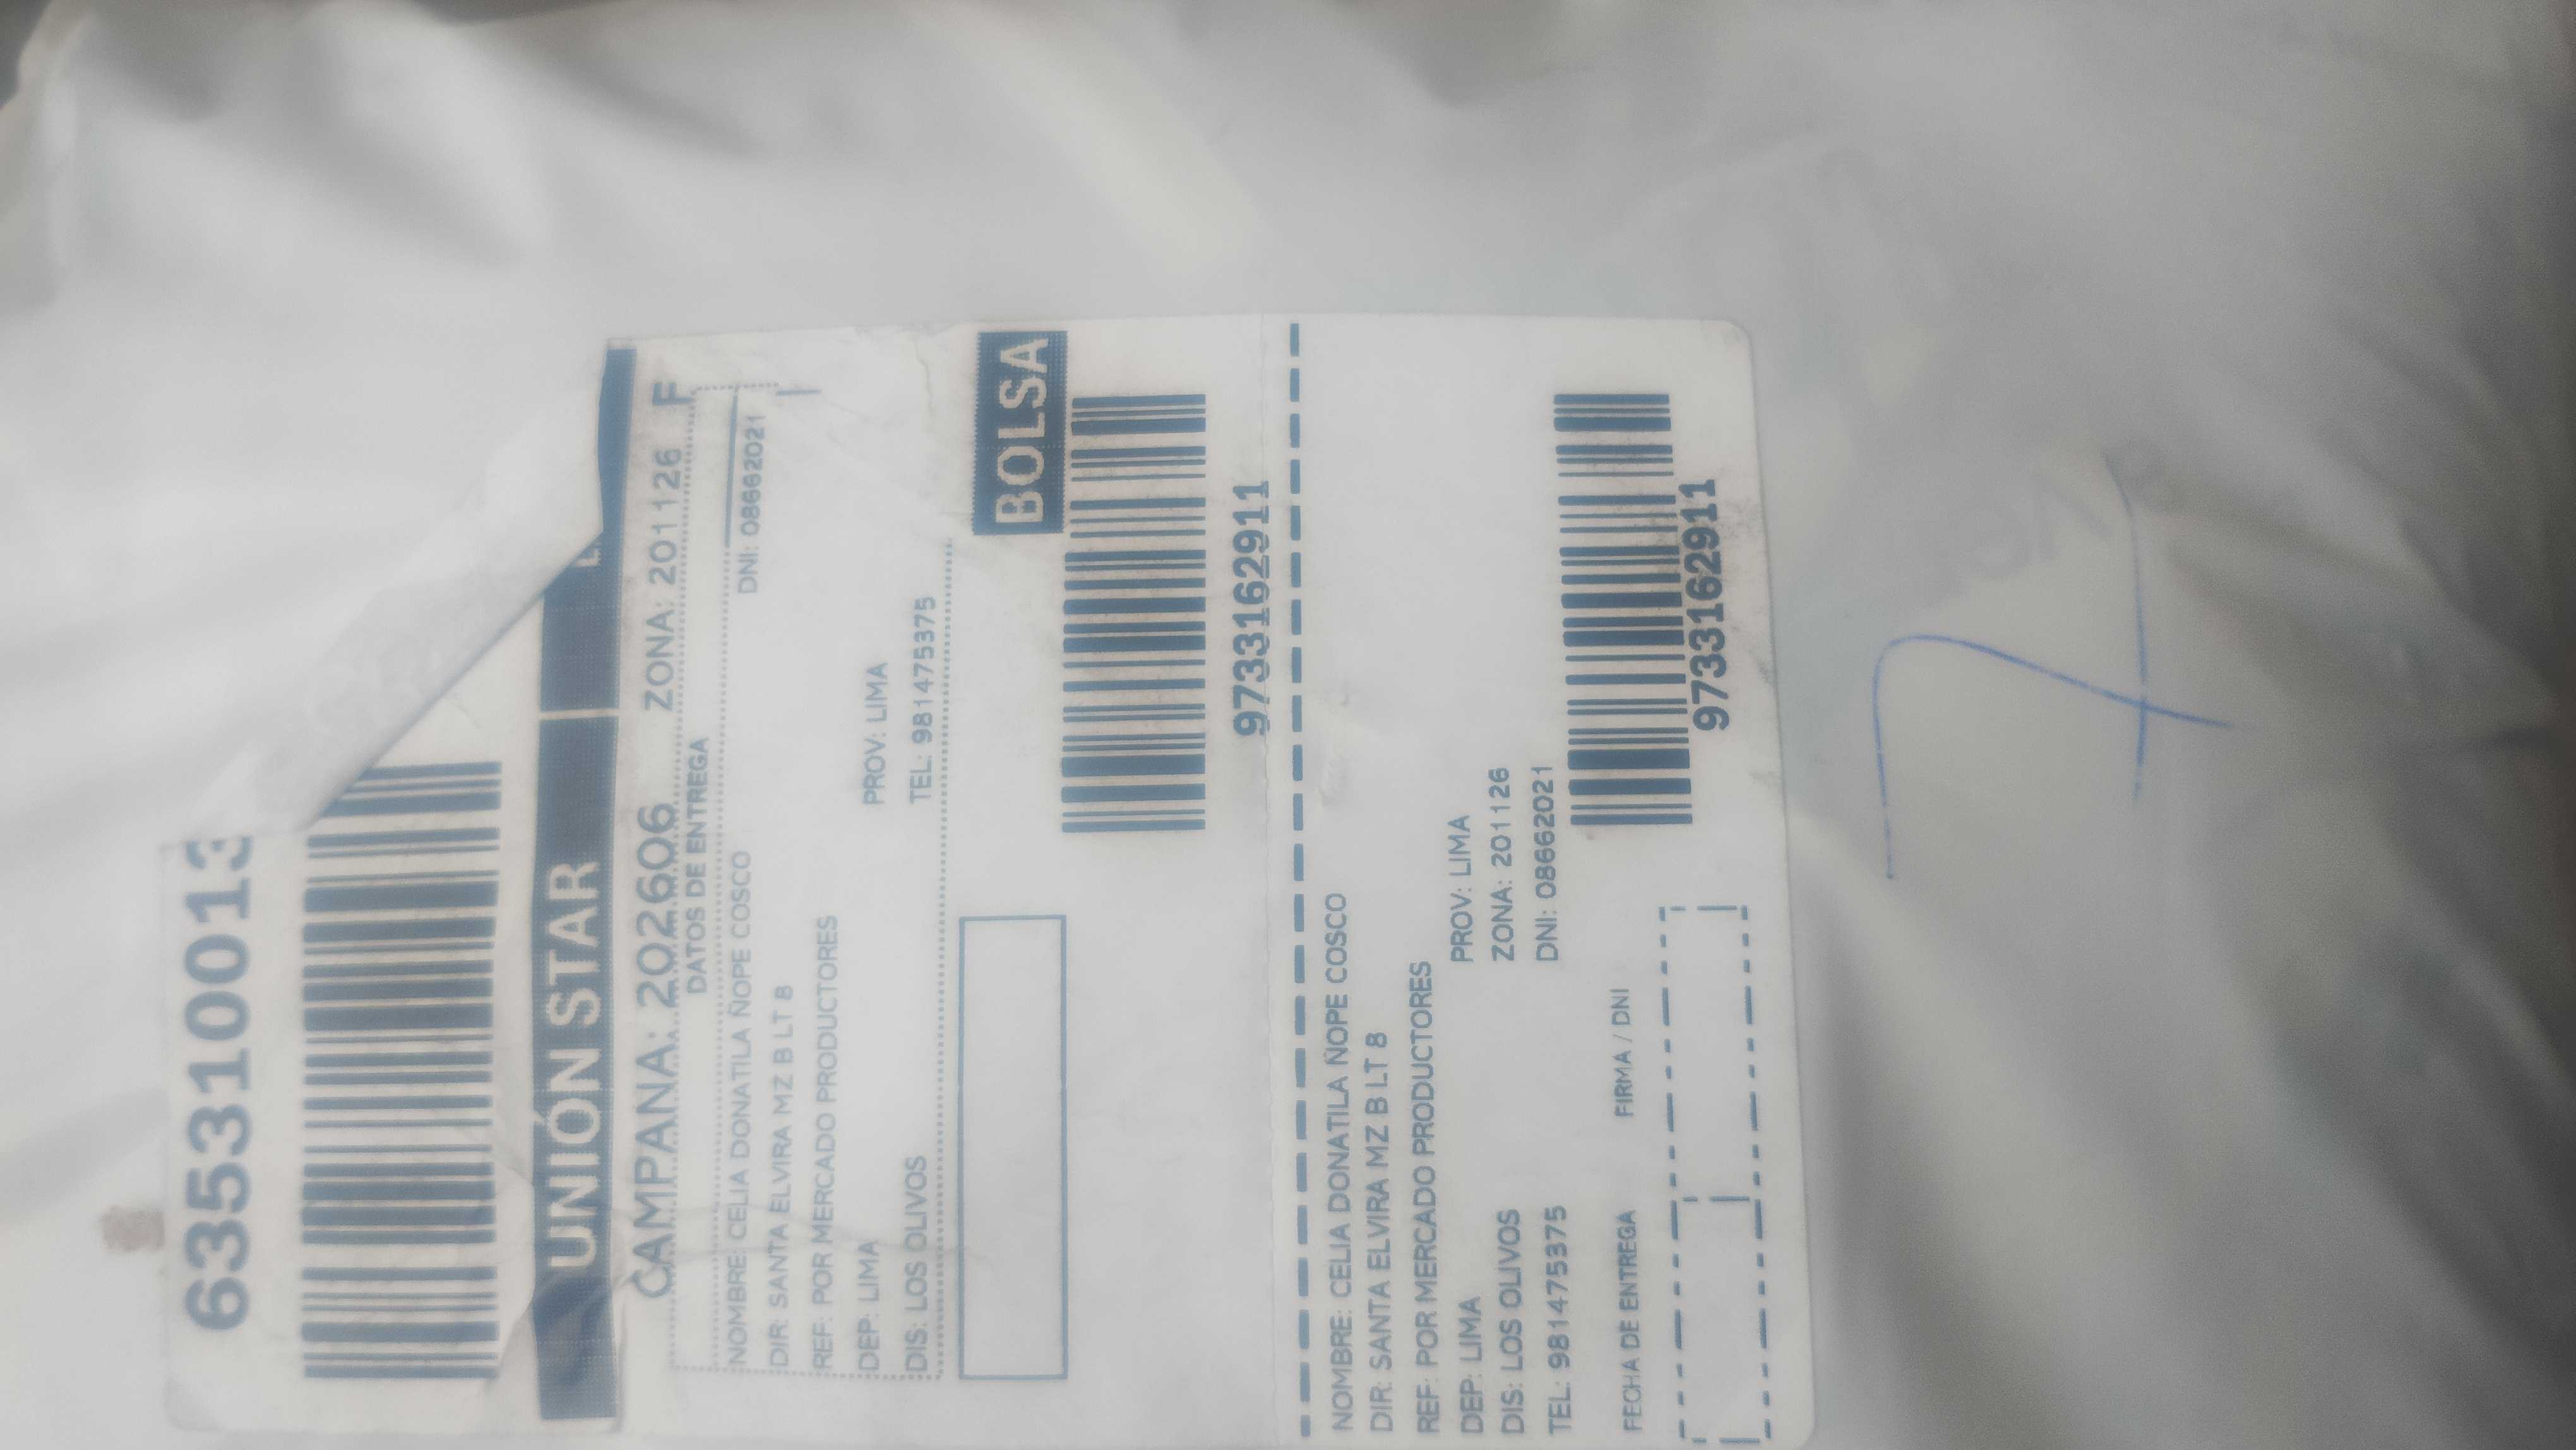 635310013
UNIÓN STAR
CAMPANA: 202606 ZONA: 201126 F
DATOS DE ENTREGA
NOMBRE: CELIA DONATILA ÑOPE COSCO
DNI: 08662021
DIR: SANTA ELVIRA MZ B LT 8
REF: POR MERCADO PRODUCTORES
DEP: LIMA PROV: LIMA
DIS: LOS OLIVOS TEL: 981475375
BOLSA
9733162911
NOMBRE: CELIA DONATILA ÑOPE COSCO
DIR: SANTA ELVIRA MZ B LT 8
REF: POR MERCADO PRODUCTORES
DEP: LIMA PROV: LIMA
DIS: LOS OLIVOS ZONA: 201126
TEL: 981475375 DNI: 08662021
9733162911
FECHA DE ENTREGA FIRMA / DNI
7